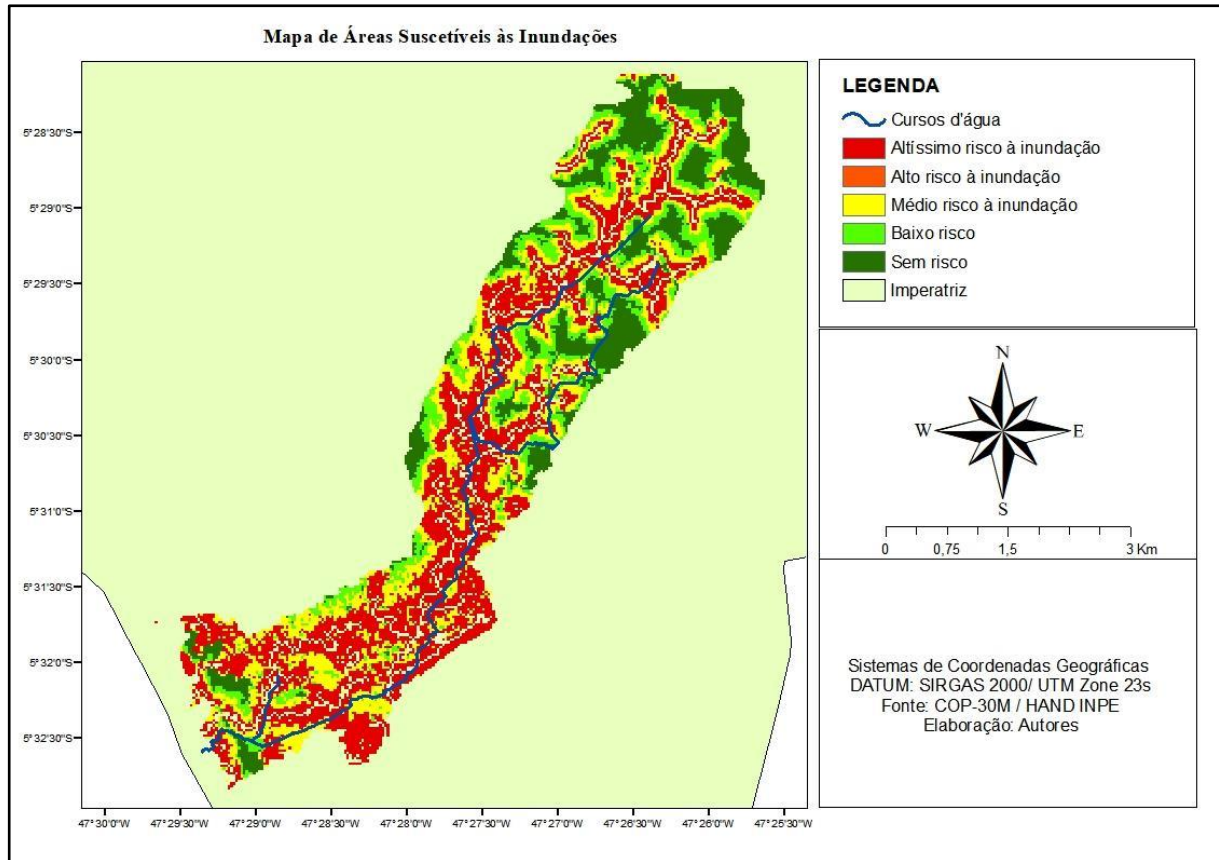 Mapa de Áreas Suscetíveis às Inundações
5°28'30"S
5°29'0"S
5°29'30"S
5°30'0"S
5°30'30"S
5°31'0"S
5°31'30"S
5°32'0"S
5°32'30"S
47°30'0"W 47°29'30"W 47°29'0"W 47°28'30"W 47°28'0"W 47°27'30"W 47°27'0"W 47°26'30"W 47°26'0"W 47°25'30"W
LEGENDA
Cursos d'água
Altíssimo risco à inundação
Alto risco à inundação
Médio risco à inundação
Baixo risco
Sem risco
Imperatriz
N
W E
S
0 0,75 1,5 3 Km
Sistemas de Coordenadas Geográficas
DATUM: SIRGAS 2000/ UTM Zone 23s
Fonte: COP-30M / HAND INPE
Elaboração: Autores